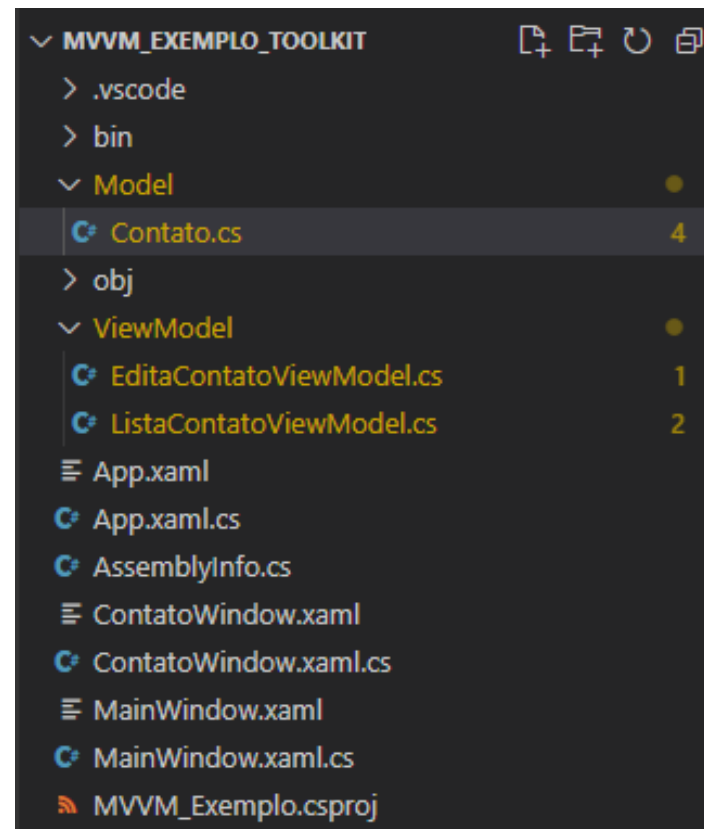 MVVM_EXEMPLO_TOOLKIT
.vscode
bin
Model
C# Contato.cs 4
obj
ViewModel
C# EditaContatoViewModel.cs 1
C# ListaContatoViewModel.cs 2
App.xaml
C# App.xaml.cs
C# AssemblyInfo.cs
ContatoWindow.xaml
C# ContatoWindow.xaml.cs
MainWindow.xaml
C# MainWindow.xaml.cs
MVVM_Exemplo.csproj